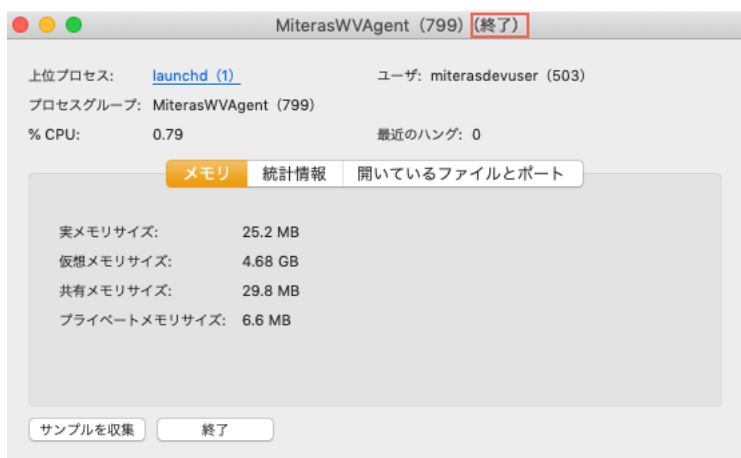 MiterasWVAgent（799）（終了）
上位プロセス: launchd（1） ユーザ: miterasdevuser（503）
プロセスグループ: MiterasWVAgent（799）
% CPU: 0.79 最近のハング: 0
メモリ 統計情報 開いているファイルとポート
実メモリサイズ: 25.2 MB
仮想メモリサイズ: 4.68 GB
共有メモリサイズ: 29.8 MB
プライベートメモリサイズ: 6.6 MB
サンプルを収集 終了